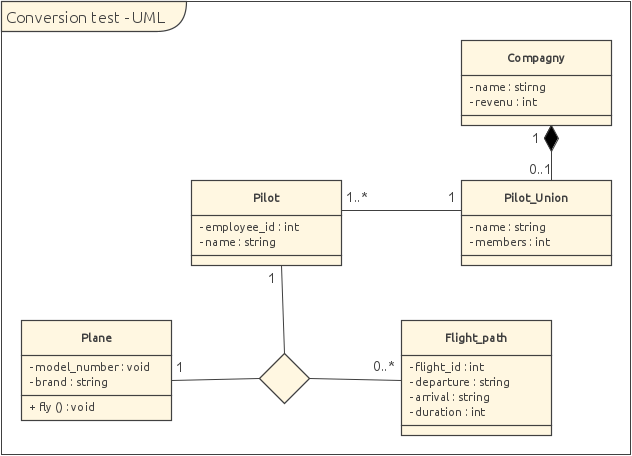 Conversion test - UML
Compagny
- name : stirng
- revenu : int
1
0..1
Pilot
- employee_id : int
- name : string
1..*
1
Pilot_Union
- name : string
- members : int
1
Plane
- model_number : void
- brand : string
+ fly () : void
1
0..*
Flight_path
- flight_id : int
- departure : string
- arrival : string
- duration : int